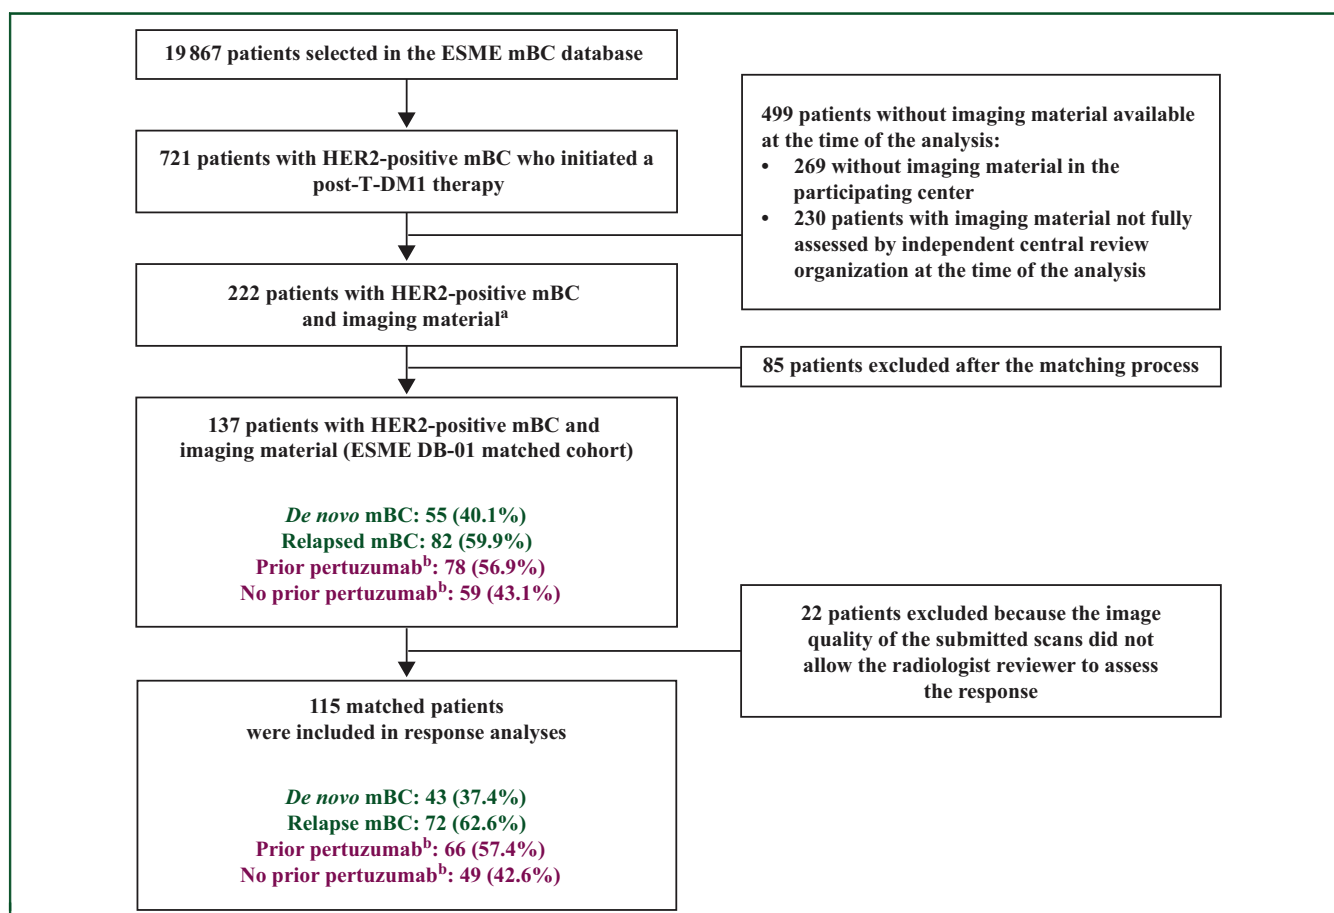 19 867 patients selected in the ESME mBC database
721 patients with HER2-positive mBC who initiated a
post-T-DM1 therapy
499 patients without imaging material available
at the time of the analysis:
• 269 without imaging material in the
participating center
• 230 patients with imaging material not fully
assessed by independent central review
organization at the time of the analysis
222 patients with HER2-positive mBC
and imaging materialᵃ
85 patients excluded after the matching process
137 patients with HER2-positive mBC and
imaging material (ESME DB-01 matched cohort)
De novo mBC: 55 (40.1%)
Relapsed mBC: 82 (59.9%)
Prior pertuzumabᵇ: 78 (56.9%)
No prior pertuzumabᵇ: 59 (43.1%)
22 patients excluded because the image
quality of the submitted scans did not
allow the radiologist reviewer to assess
the response
115 matched patients
were included in response analyses
De novo mBC: 43 (37.4%)
Relapse mBC: 72 (62.6%)
Prior pertuzumabᵇ: 66 (57.4%)
No prior pertuzumabᵇ: 49 (42.6%)